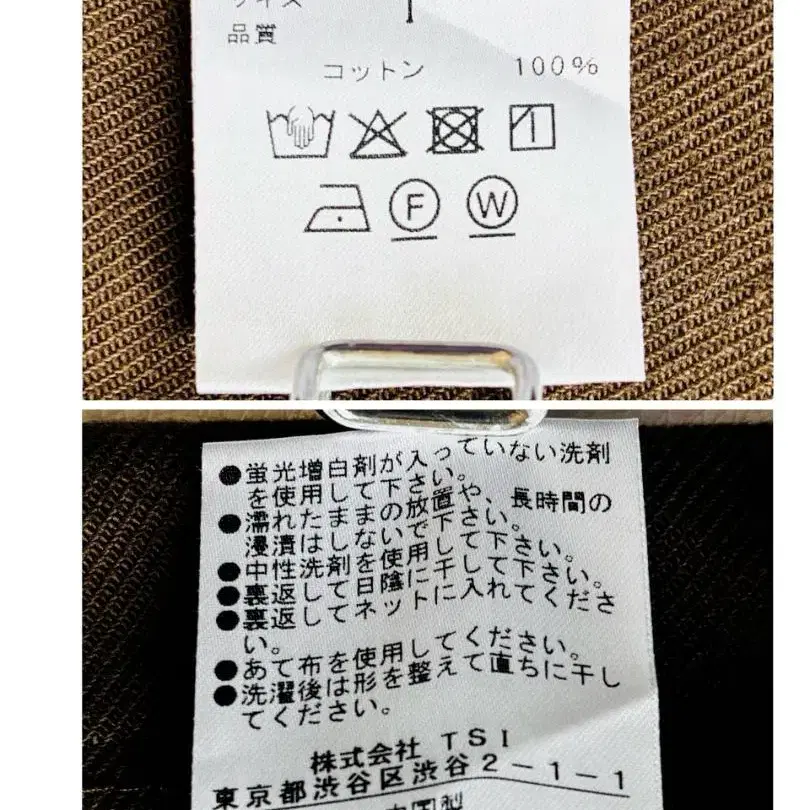 サイズ 1
品質
コットン 100%
F W
●蛍光増白剤が入っていない洗剤
を使用して下さい。
●濡れたままの放置や、長時間の
浸漬はしないで下さい。
●中性洗剤を使用して下さい。
●裏返して日陰に干して下さい。
●裏返してネットに入れてくださ
い。
●あて布を使用してください。
●洗濯後は形を整えて直ちに干し
てください。
株式会社 TSI
東京都渋谷区渋谷2-1-1
中国製